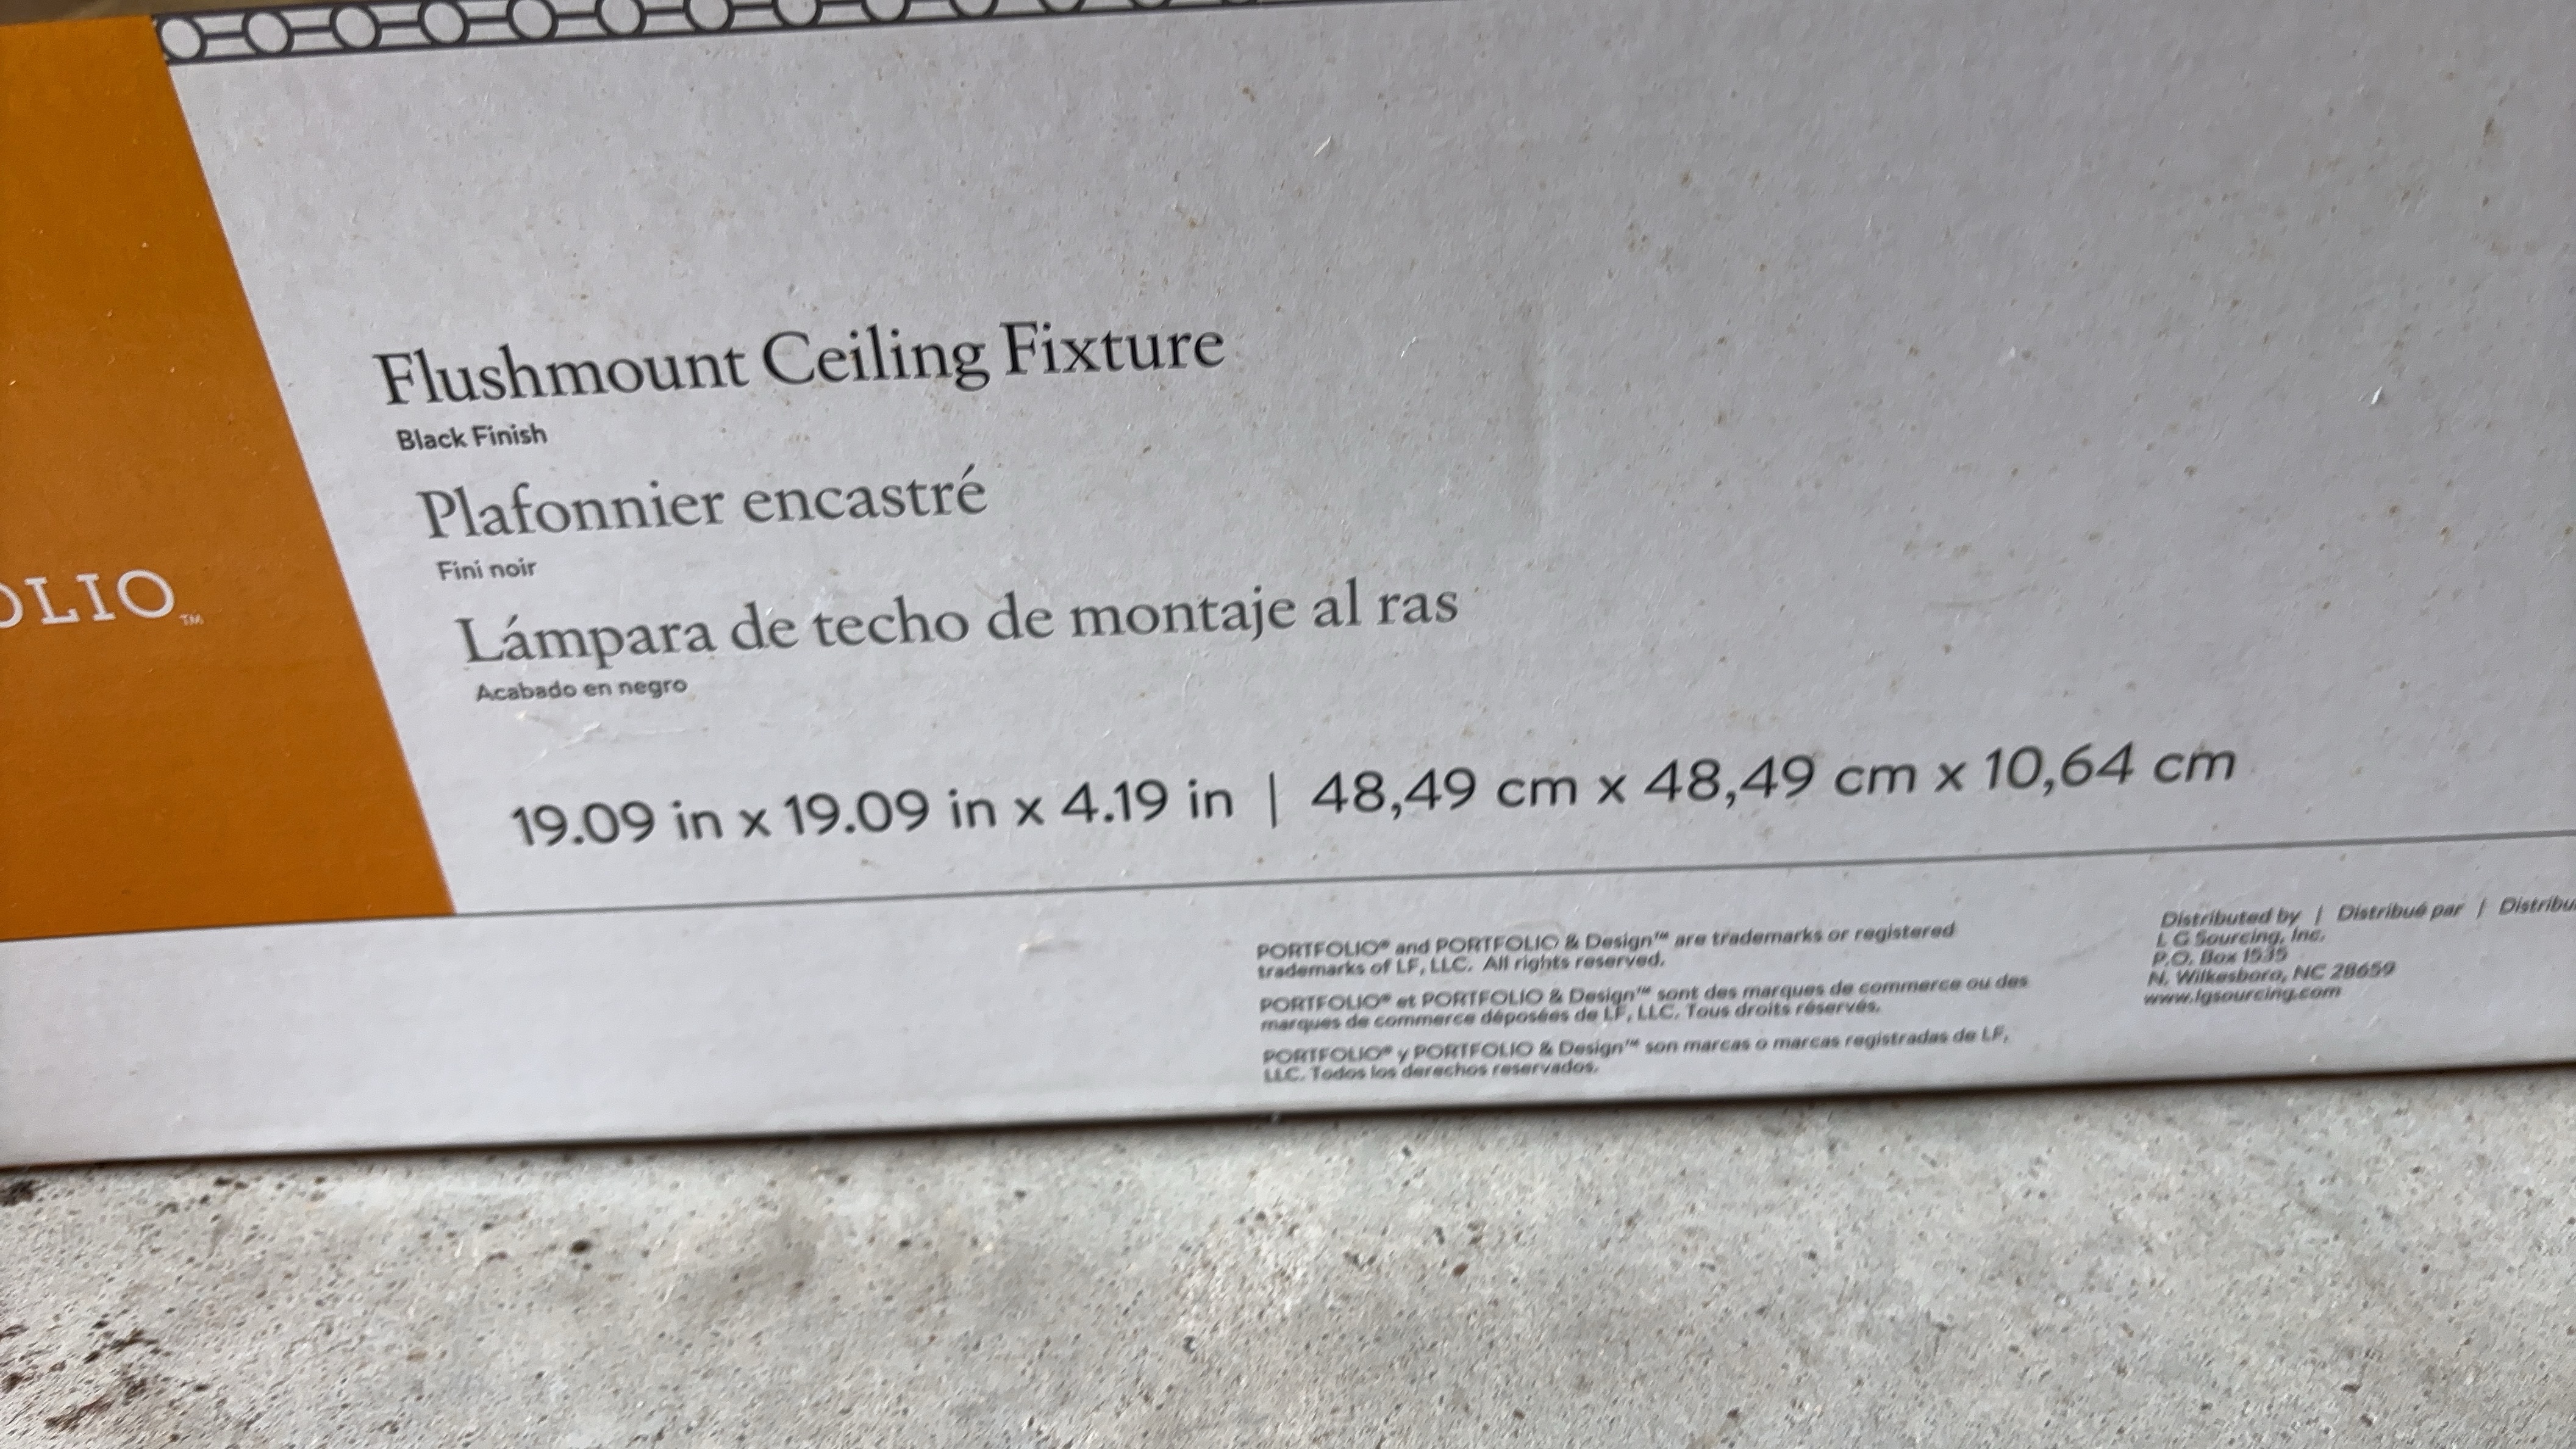 OLIO™
Flushmount Ceiling Fixture
Black Finish
Plafonnier encastré
Fini noir
Lámpara de techo de montaje al ras
Acabado en negro
19.09 in x 19.09 in x 4.19 in | 48,49 cm x 48,49 cm x 10,64 cm
PORTFOLIO® and PORTFOLIO & Design™ are trademarks or registered
trademarks of LF, LLC. All rights reserved.
PORTFOLIO® et PORTFOLIO & Design™ sont des marques de commerce ou des
marques de commerce déposées de LF, LLC. Tous droits réservés.
PORTFOLIO® y PORTFOLIO & Design™ son marcas o marcas registradas de LF,
LLC. Todos los derechos reservados.
Distributed by | Distribué par | Distribu
L G Sourcing, Inc.
P.O. Box 1535
N. Wilkesboro, NC 28659
www.lgsourcing.com